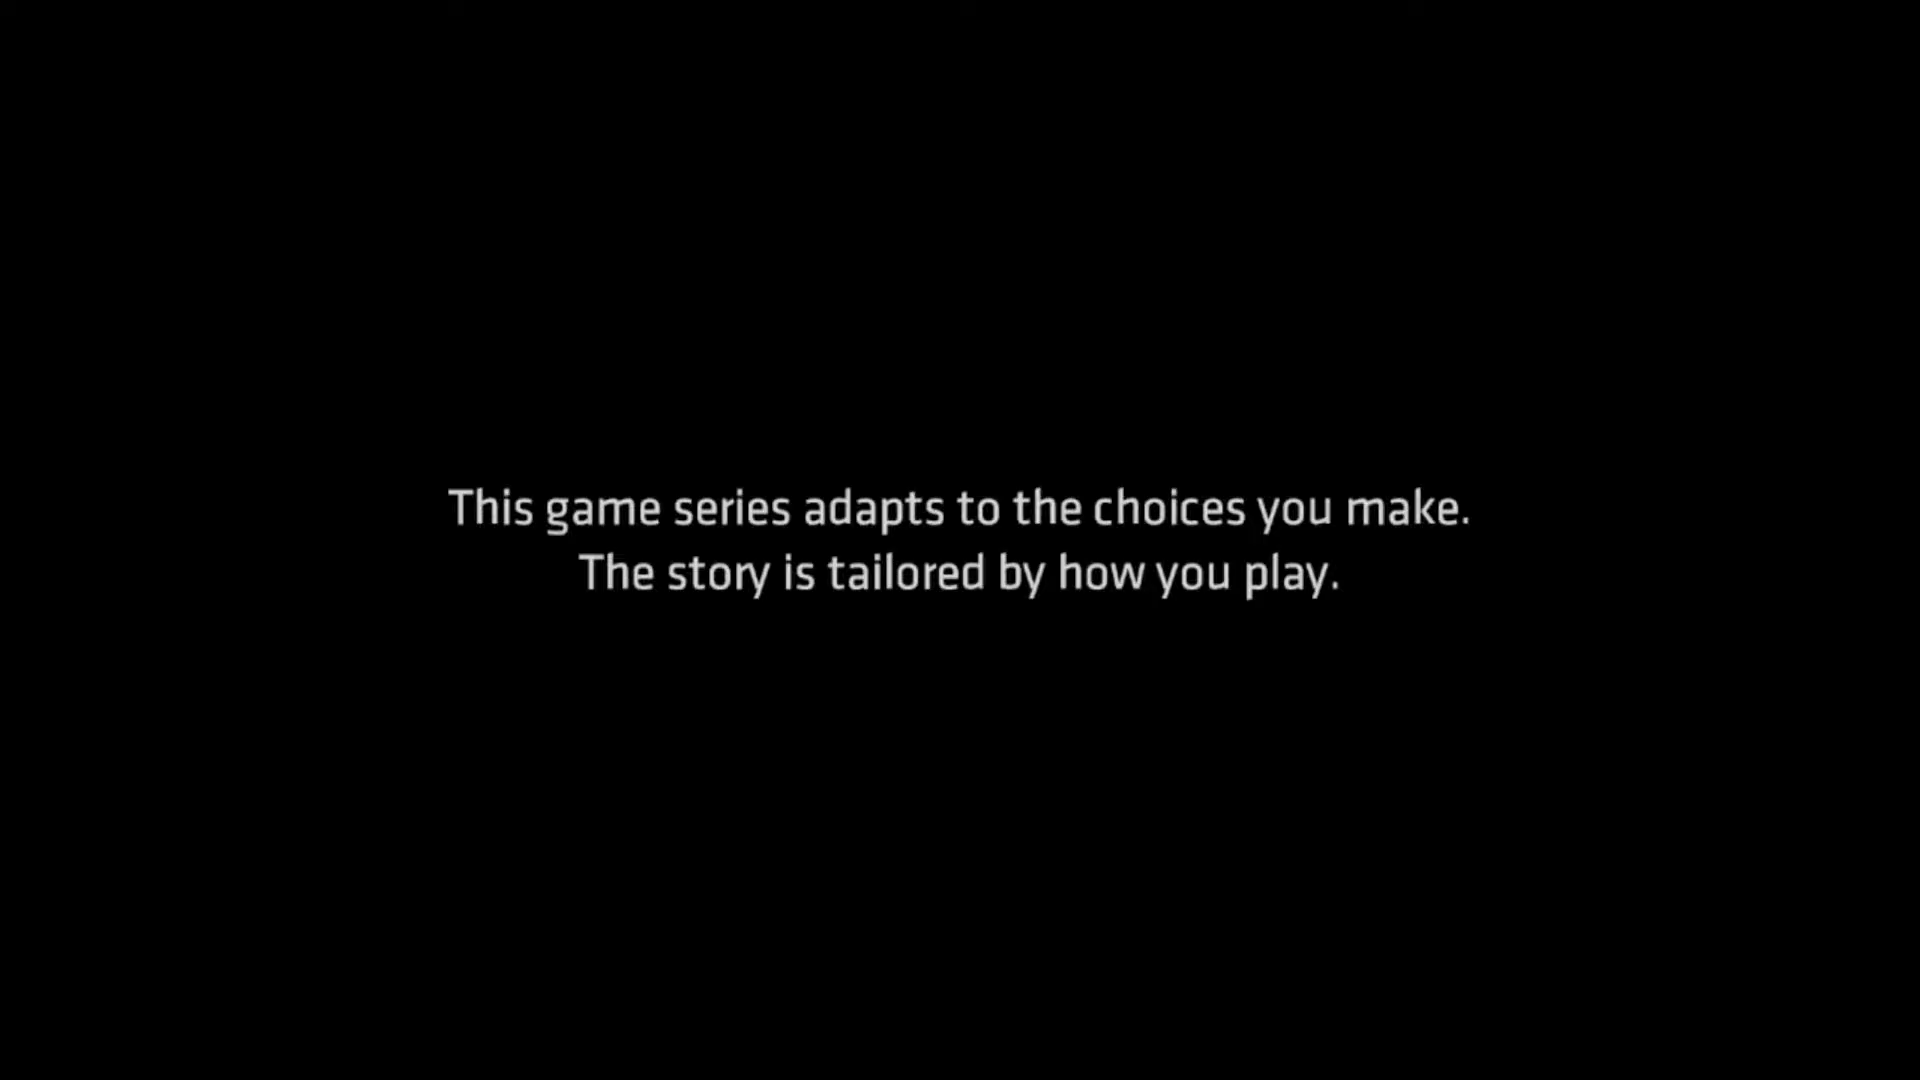 This game series adapts to the choices you make.
The story is tailored by how you play.